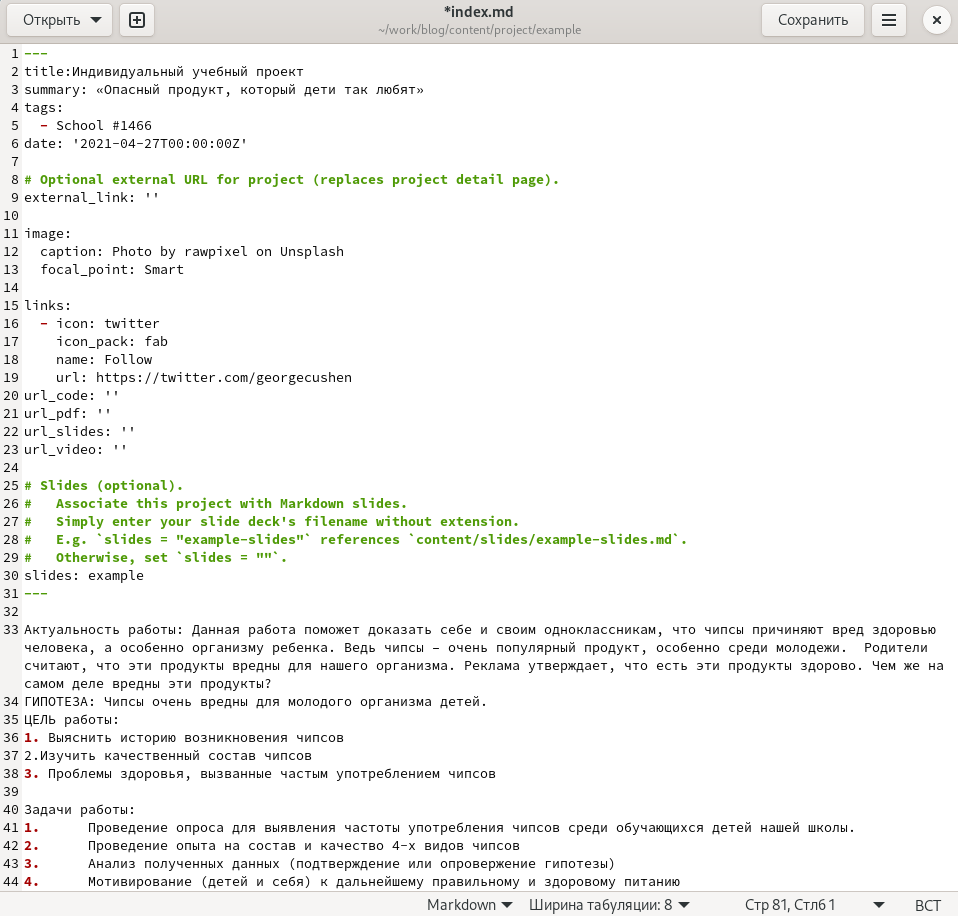 Открыть
*index.md
~/work/blog/content/project/example
Сохранить
1 ---
2 title:Индивидуальный учебный проект
3 summary: «Опасный продукт, который дети так любят»
4 tags:
5   - School #1466
6 date: '2021-04-27T00:00:00Z'
7
8 # Optional external URL for project (replaces project detail page).
9 external_link: ''
10
11 image:
12   caption: Photo by rawpixel on Unsplash
13   focal_point: Smart
14
15 links:
16   - icon: twitter
17     icon_pack: fab
18     name: Follow
19     url: https://twitter.com/georgecushen
20 url_code: ''
21 url_pdf: ''
22 url_slides: ''
23 url_video: ''
24
25 # Slides (optional).
26 #   Associate this project with Markdown slides.
27 #   Simply enter your slide deck's filename without extension.
28 #   E.g. `slides = "example-slides"` references `content/slides/example-slides.md`.
29 #   Otherwise, set `slides = ""`.
30 slides: example
31 ---
32
33 Актуальность работы: Данная работа поможет доказать себе и своим одноклассникам, что чипсы причиняют вред здоровью
человека, а особенно организму ребенка. Ведь чипсы – очень популярный продукт, особенно среди молодежи.  Родители
считают, что эти продукты вредны для нашего организма. Реклама утверждает, что есть эти продукты здорово. Чем же на
самом деле вредны эти продукты?
34 ГИПОТЕЗА: Чипсы очень вредны для молодого организма детей.
35 ЦЕЛЬ работы:
36 1. Выяснить историю возникновения чипсов
37 2.Изучить качественный состав чипсов
38 3. Проблемы здоровья, вызванные частым употреблением чипсов
39
40 Задачи работы:
41 1.      Проведение опроса для выявления частоты употребления чипсов среди обучающихся детей нашей школы.
42 2.      Проведение опыта на состав и качество 4-х видов чипсов
43 3.      Анализ полученных данных (подтверждение или опровержение гипотезы)
44 4.      Мотивирование (детей и себя) к дальнейшему правильному и здоровому питанию
Markdown Ширина табуляции: 8 Стр 81, Стлб 1 ВСТ